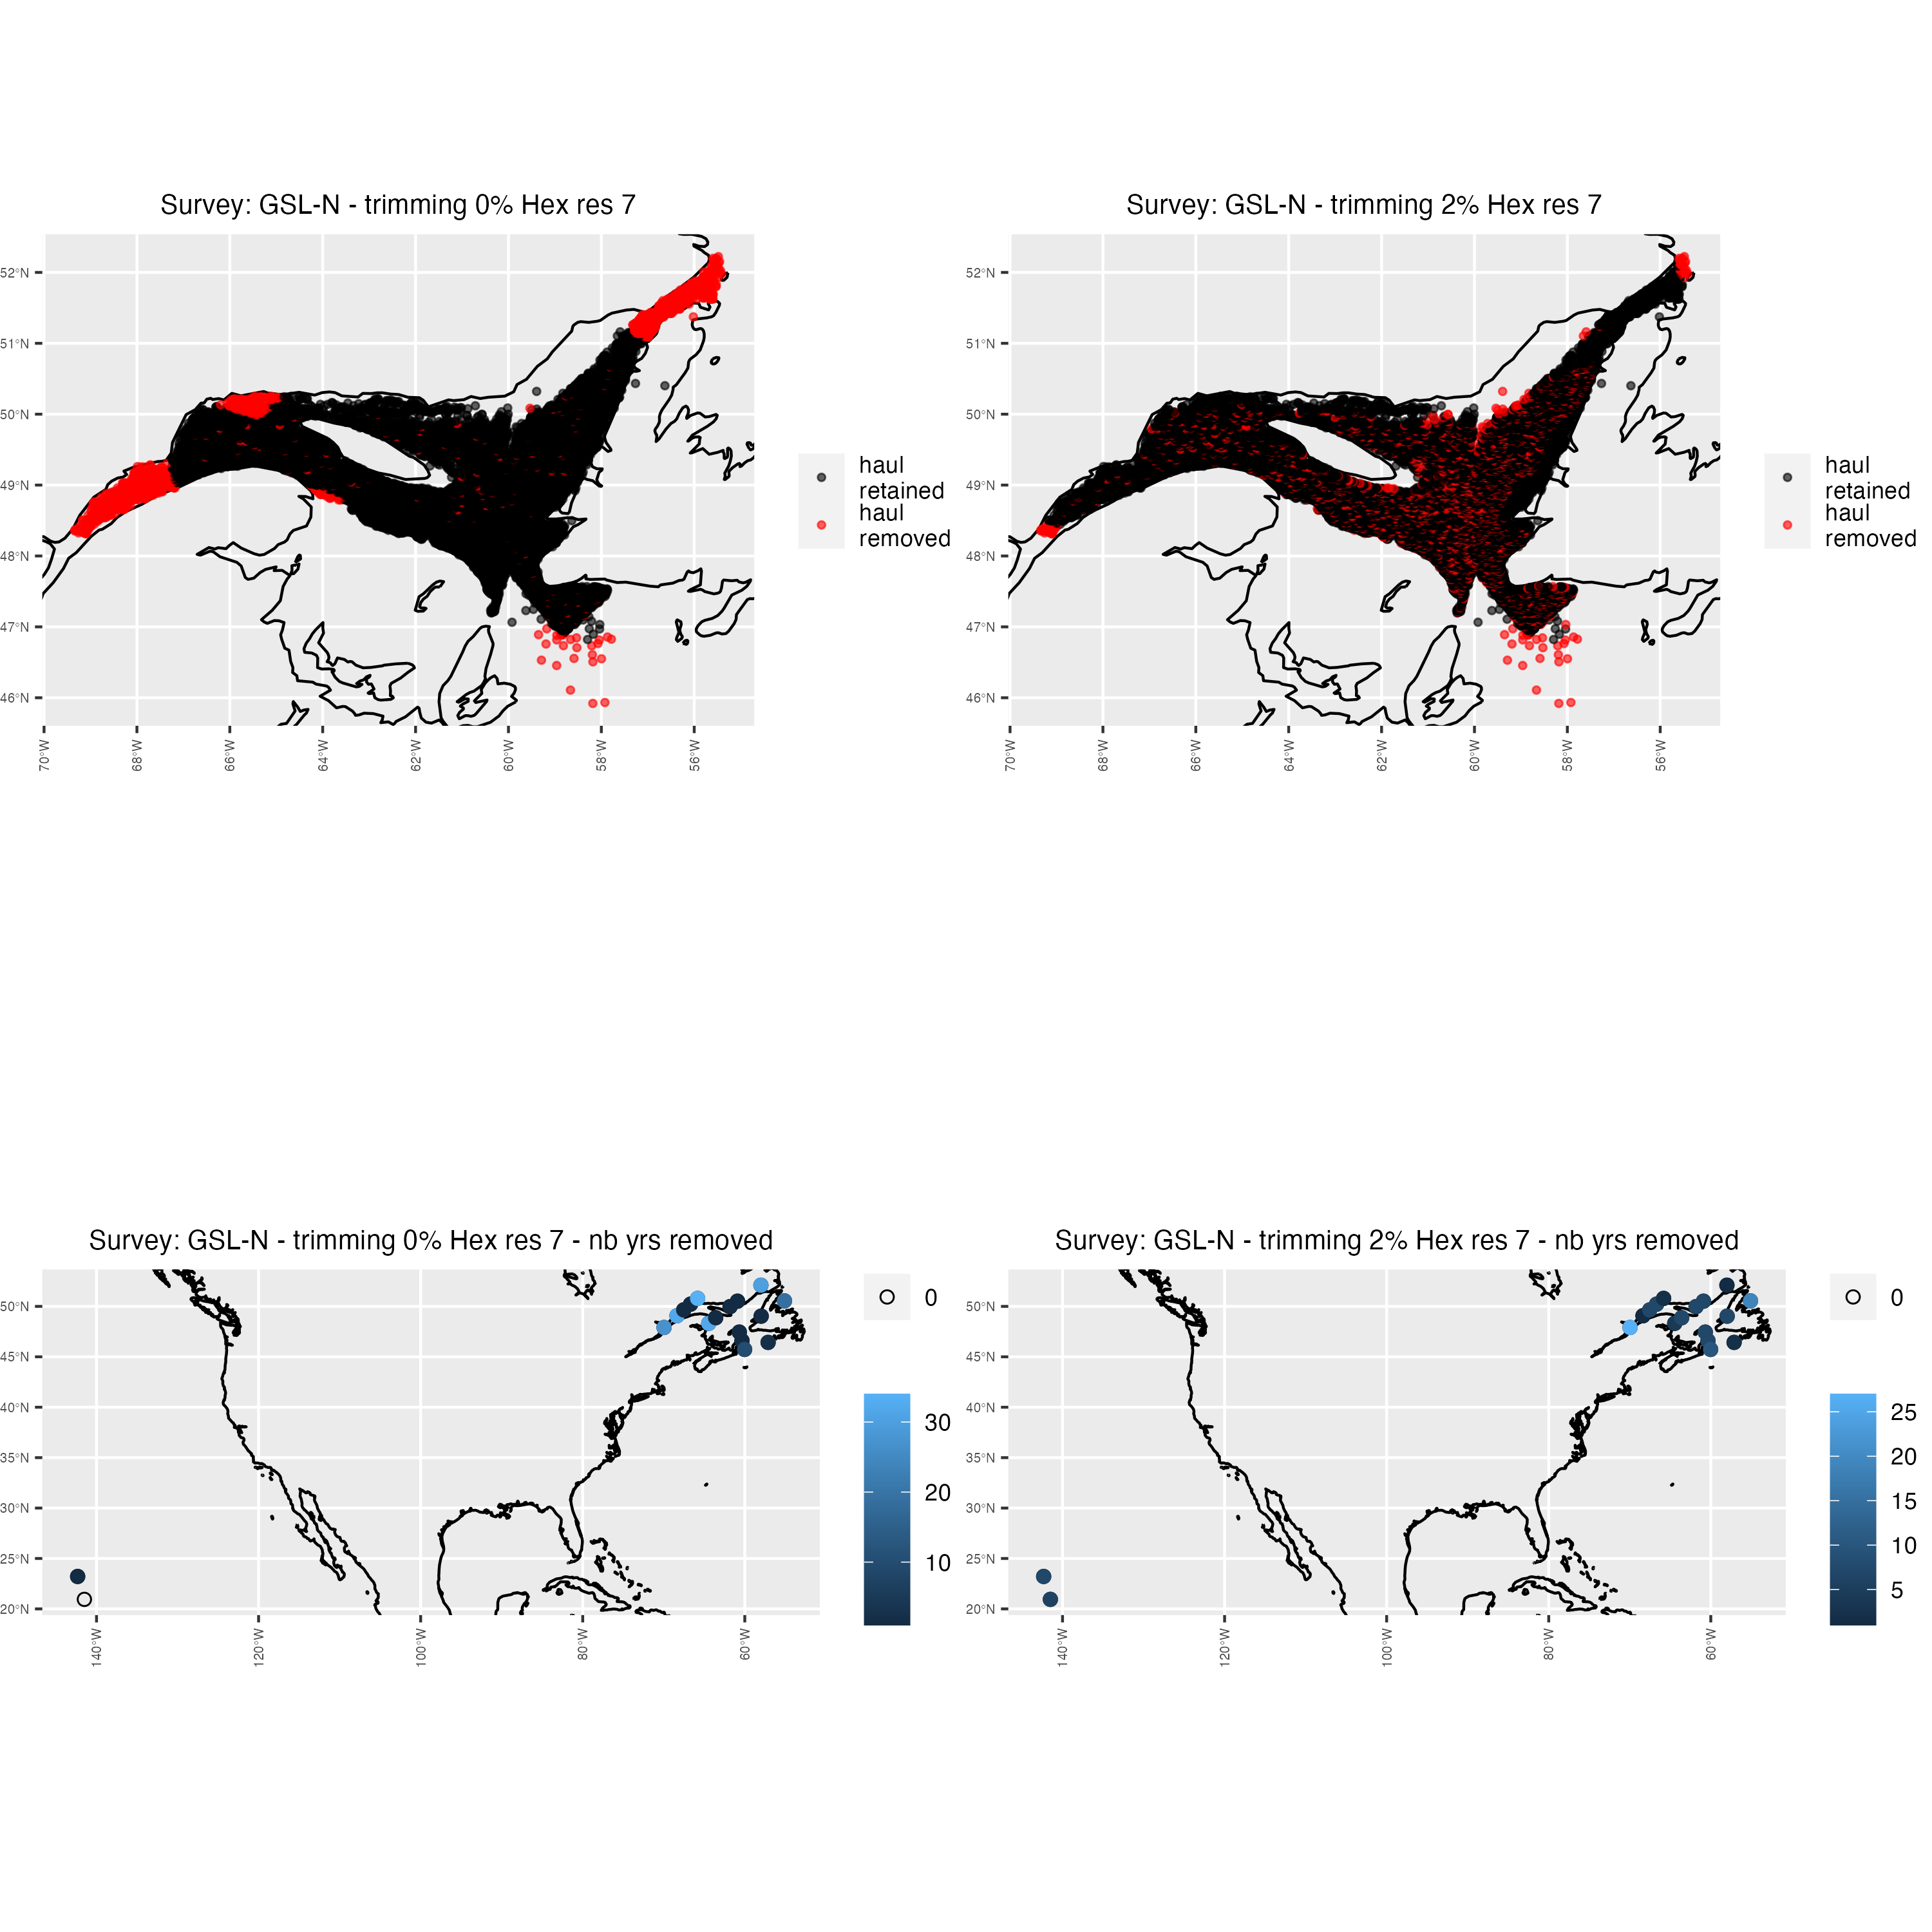 Survey: GSL-N - trimming 0% Hex res 7
52°N
51°N
50°N
49°N
48°N
47°N
46°N
70°W
68°W
66°W
64°W
62°W
60°W
58°W
56°W
haul
retained
haul
removed
Survey: GSL-N - trimming 2% Hex res 7
52°N
51°N
50°N
49°N
48°N
47°N
46°N
70°W
68°W
66°W
64°W
62°W
60°W
58°W
56°W
haul
retained
haul
removed
Survey: GSL-N - trimming 0% Hex res 7 - nb yrs removed
50°N
45°N
40°N
35°N
30°N
25°N
20°N
140°W
120°W
100°W
80°W
60°W
0
30
20
10
Survey: GSL-N - trimming 2% Hex res 7 - nb yrs removed
50°N
45°N
40°N
35°N
30°N
25°N
20°N
140°W
120°W
100°W
80°W
60°W
0
25
20
15
10
5